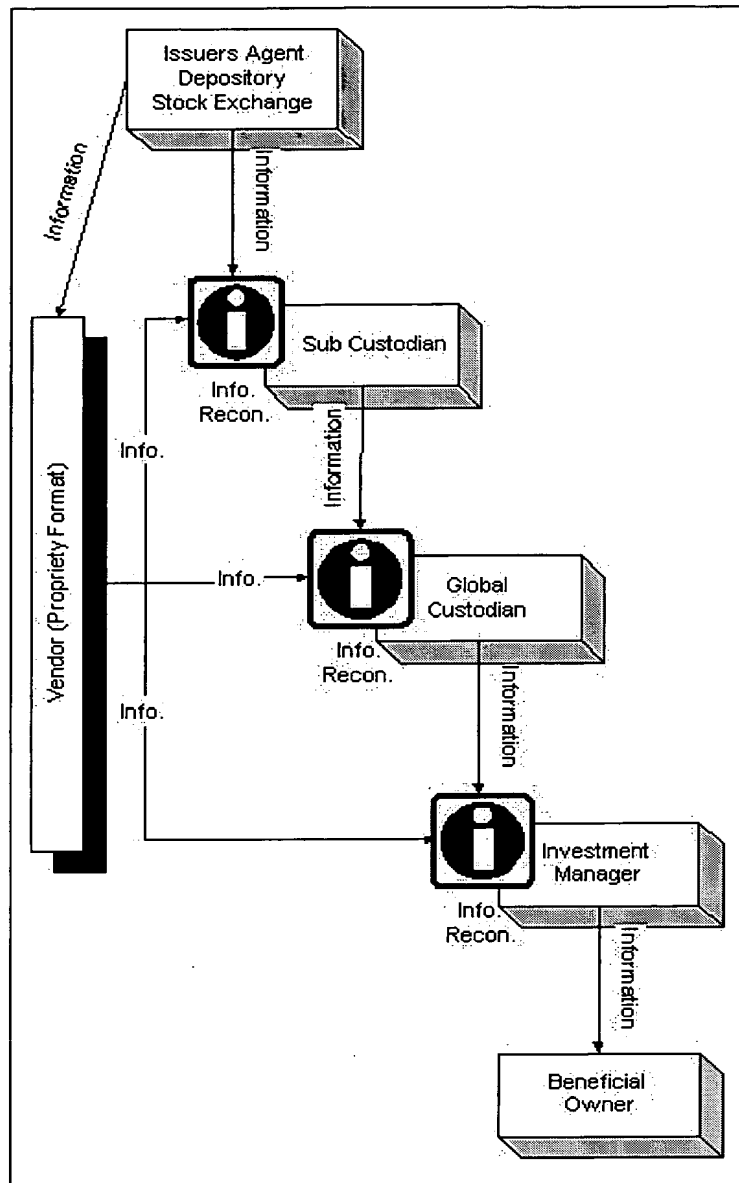 Issuers Agent
Depository
Stock Exchange
Information
Information
Sub Custodian
Info.
Recon.
Information
Info.
Vendor (Propriety Format)
Info.
Global
Custodian
Info.
Recon.
Information
Info.
Investment
Manager
Info.
Recon.
Information
Beneficial
Owner